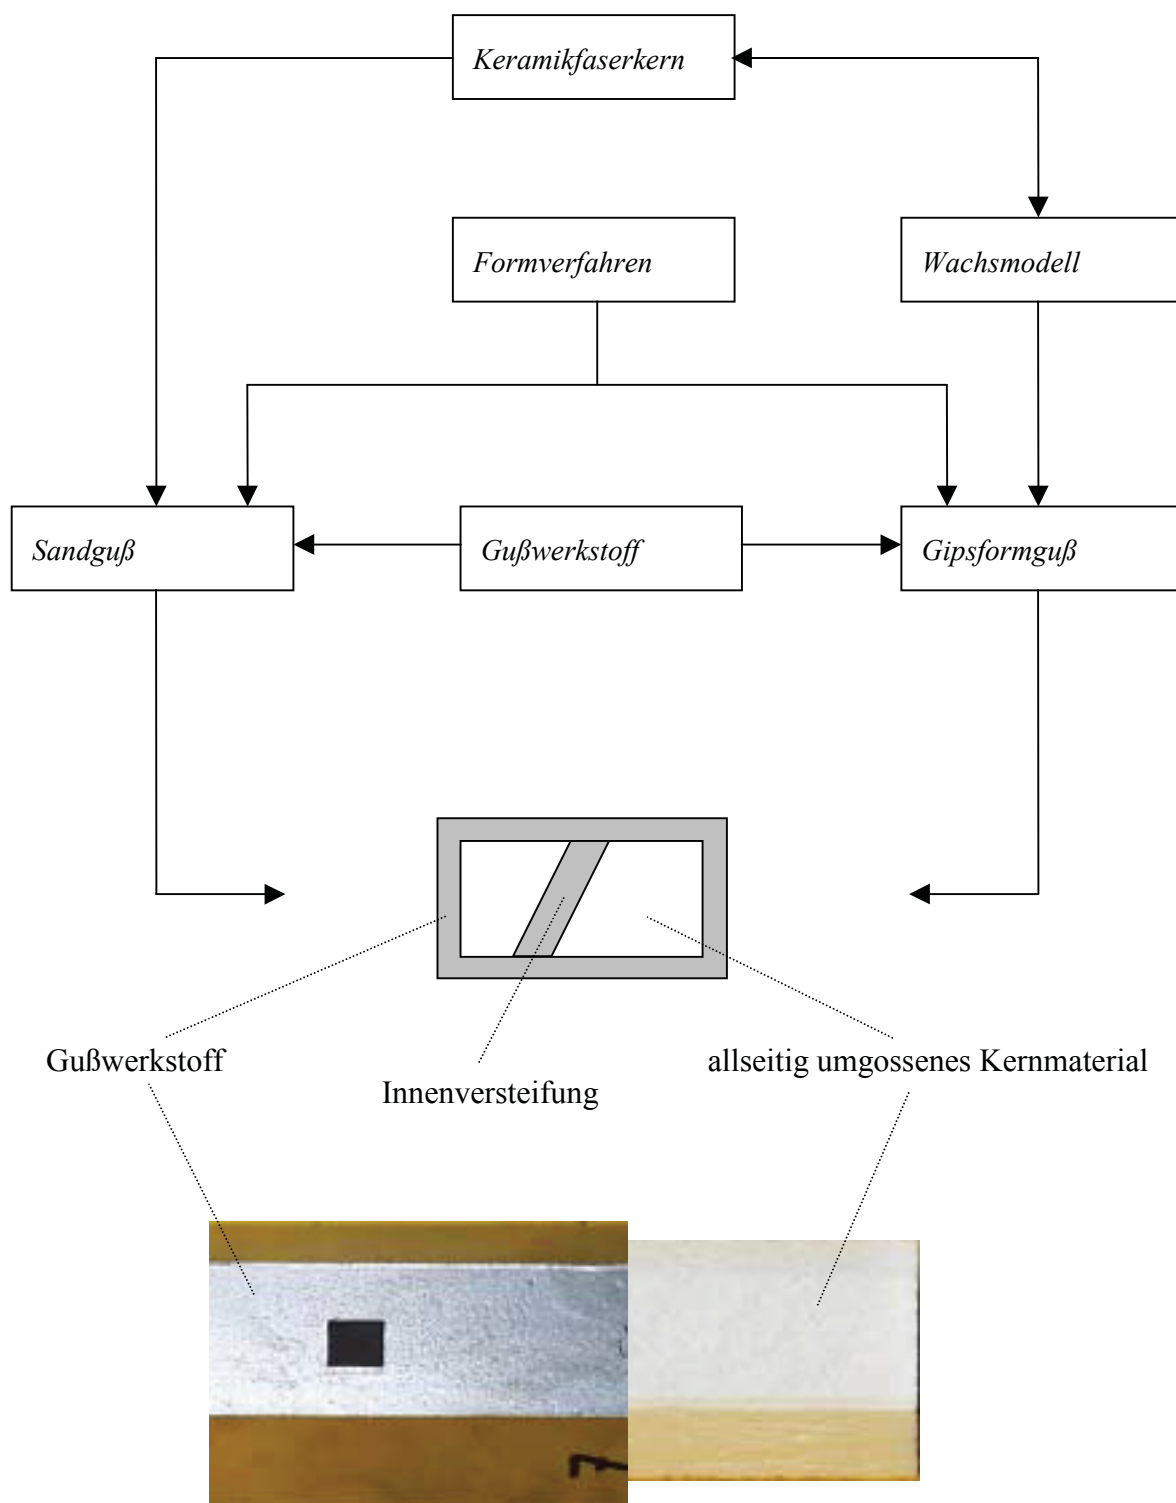 Keramikfaserkern
Formverfahren
Wachsmodell
Sandguß
Gußwerkstoff
Gipsformguß
Gußwerkstoff
Innenversteifung
allseitig umgossenes Kernmaterial